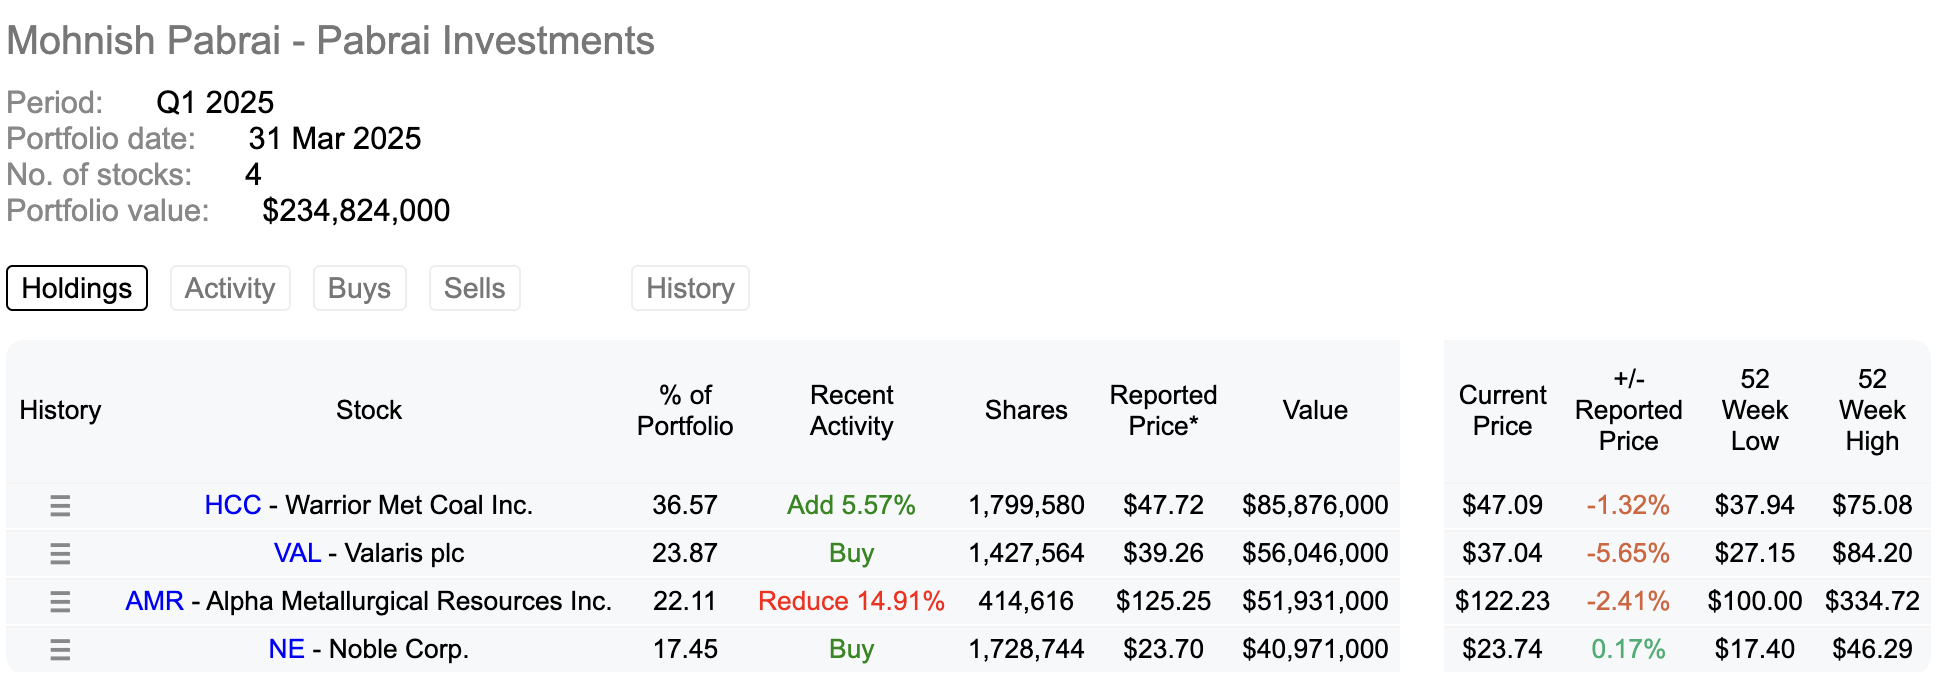 Mohnish Pabrai - Pabrai Investments
Period: Q1 2025
Portfolio date: 31 Mar 2025
No. of stocks: 4
Portfolio value: $234,824,000
Holdings Activity Buys Sells History
History Stock % of Portfolio Recent Activity Shares Reported Price* Value Current Price +/- Reported Price 52 Week Low 52 Week High
≡ HCC - Warrior Met Coal Inc. 36.57 Add 5.57% 1,799,580 $47.72 $85,876,000 $47.09 -1.32% $37.94 $75.08
≡ VAL - Valaris plc 23.87 Buy 1,427,564 $39.26 $56,046,000 $37.04 -5.65% $27.15 $84.20
≡ AMR - Alpha Metallurgical Resources Inc. 22.11 Reduce 14.91% 414,616 $125.25 $51,931,000 $122.23 -2.41% $100.00 $334.72
≡ NE - Noble Corp. 17.45 Buy 1,728,744 $23.70 $40,971,000 $23.74 0.17% $17.40 $46.29